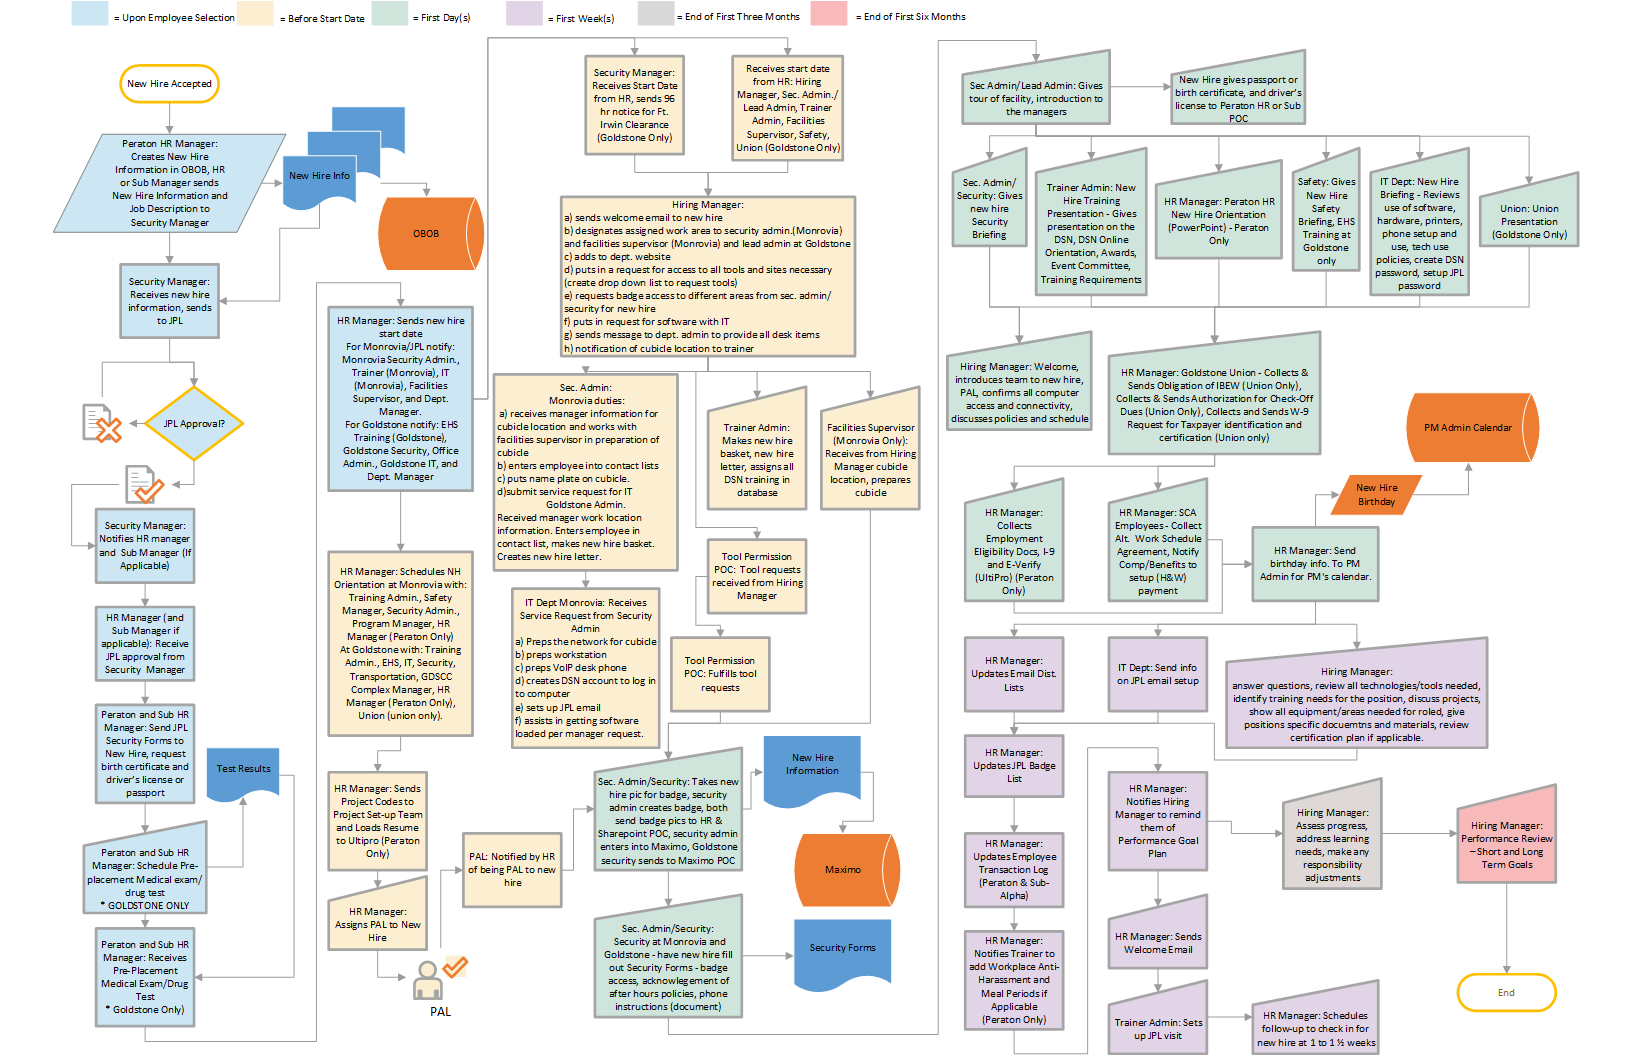 = Upon Employee Selection
= Before Start Date
= First Day(s)
= First Week(s)
= End of First Three Months
= End of First Six Months
New Hire Accepted
Peraton HR Manager:
Creates New Hire
Information in OBOB, HR
or Sub Manager sends
New Hire Information and
Job Description to
Security Manager
New Hire Info
OBOB
Security Manager:
Receives new hire
information, sends
to JPL
JPL Approval?
Security Manager:
Notifies HR manager
and  Sub Manager (If
Applicable)
HR Manager (and
Sub Manager if
applicable): Receive
JPL approval from
Security  Manager
Peraton and Sub HR
Manager: Send JPL
Security Forms to
New Hire, request
birth certificate and
driver's license or
passport
Test Results
Peraton and Sub HR
Manager: Schedule Pre-
placement Medical exam/
drug test
* GOLDSTONE ONLY
Peraton and Sub HR
Manager: Receives
Pre-Placement
Medical Exam/Drug
Test
* Goldstone Only)
HR Manager: Sends new hire
start date
For Monrovia/JPL notify:
Monrovia Security Admin.,
Trainer (Monrovia), IT
(Monrovia), Facilities
Supervisor, and Dept.
Manager.
For Goldstone notify: EHS
Training (Goldstone),
Goldstone Security, Office
Admin., Goldstone IT, and
Dept. Manager
HR Manager: Schedules NH
Orientation at Monrovia with:
Training Admin., Safety
Manager, Security Admin.,
Program Manager, HR
Manager (Peraton Only)
At Goldstone with: Training
Admin., EHS, IT, Security,
Transportation, GDSCC
Complex Manager, HR
Manager (Peraton Only),
Union (union only).
HR Manager: Sends
Project Codes to
Project Set-up Team
and Loads Resume
to Ultipro (Peraton
Only)
HR Manager:
Assigns PAL to New
Hire
PAL
PAL: Notified by HR
of being PAL to new
hire
Security Manager:
Receives Start Date
from HR, sends 96
hr notice for Ft.
Irwin Clearance
(Goldstone Only)
Receives start date
from HR: Hiring
Manager, Sec. Admin./
Lead Admin, Trainer
Admin, Facilities
Supervisor, Safety,
Union (Goldstone Only)
Hiring Manager:
a) sends welcome email to new hire
b) designates assigned work area to security admin.(Monrovia)
and facilities supervisor (Monrovia) and lead admin at Goldstone
c) adds to dept. website
d) puts in a request for access to all tools and sites necessary
(create drop down list to request tools)
e) requests badge access to different areas from sec. admin/
security for new hire
f) puts in request for software with IT
g) sends message to dept. admin to provide all desk items
h) notification of cubicle location to trainer
Sec. Admin:
Monrovia duties:
a) receives manager information for
cubicle location and works with
facilities supervisor in preparation of
cubicle
b) enters employee into contact lists
c) puts name plate on cubicle.
d)submit service request for IT
Goldstone Admin.
Received manager work location
information. Enters employee in
contact list, makes new hire basket.
Creates new hire letter.
Trainer Admin:
Makes new hire
basket, new hire
letter, assigns all
DSN training in
database
Facilities Supervisor
(Monrovia Only):
Receives from Hiring
Manager cubicle
location, prepares
cubicle
Tool Permission
POC: Tool requests
received from Hiring
Manager
IT Dept Monrovia: Receives
Service Request from Security
Admin
a) Preps the network for cubicle
b) preps workstation
c) preps VoIP desk phone
d) creates DSN account to log in
to computer
e) sets up JPL email
f) assists in getting software
loaded per manager request.
Tool Permission
POC: Fulfills tool
requests
Sec. Admin/Security: Takes new
hire pic for badge, security
admin creates badge, both
send badge pics to HR &
Sharepoint POC, security admin
enters into Maximo, Goldstone
security sends to Maximo POC
New Hire
Information
Maximo
Sec. Admin/Security:
Security at Monrovia and
Goldstone - have new hire fill
out Security Forms - badge
access, acknowlegement of
after hours policies, phone
instructions (document)
Security Forms
Sec Admin/Lead Admin: Gives
tour of facility, introduction to
the managers
New Hire gives passport or
birth certificate, and driver's
license to Peraton HR or Sub
POC
Sec. Admin/
Security: Gives
new hire
Security
Briefing
Trainer Admin: New
Hire Training
Presentation - Gives
presentation on the
DSN, DSN Online
Orientation, Awards,
Event Committee,
Training Requirements
HR Manager: Peraton HR
New Hire Orientation
(PowerPoint) - Peraton
Only
Safety: Gives
New Hire
Safety
Briefing, EHS
Training at
Goldstone
only
IT Dept: New Hire
Briefing - Reviews
use of software,
hardware, printers,
phone setup and
use, tech use
policies, create DSN
password, setup JPL
password
Union: Union
Presentation
(Goldstone Only)
Hiring Manager: Welcome,
introduces team to new hire,
PAL, confirms all computer
access and connectivity,
discusses policies and schedule
HR Manager: Goldstone Union - Collects &
Sends Obligation of IBEW (Union Only),
Collects & Sends Authorization for Check-Off
Dues (Union Only), Collects and Sends W-9
Request for Taxpayer identification and
certification (Union only)
PM Admin Calendar
New Hire
Birthday
HR Manager:
Collects
Employment
Eligibility Docs, I-9
and E-Verify
(UltiPro) (Peraton
Only)
HR Manager: SCA
Employees - Collect
Alt.  Work Schedule
Agreement, Notify
Comp/Benefits to
setup (H&W)
payment
HR Manager: Send
birthday info. To PM
Admin for PM's calendar.
HR Manager:
Updates Email Dist.
Lists
IT Dept: Send info
on JPL email setup
Hiring Manager:
answer questions, review all technologies/tools needed,
identify training needs for the position, discuss projects,
show all equipment/areas needed for roled, give
positions specific docuemtns and materials, review
certification plan if applicable.
HR Manager:
Updates JPL Badge
List
HR Manager:
Updates Employee
Transaction Log
(Peraton & Sub-
Alpha)
HR Manager:
Notifies Trainer to
add Workplace Anti-
Harassment and
Meal Periods if
Applicable
(Peraton Only)
HR Manager:
Notifies Hiring
Manager to remind
them of
Performance Goal
Plan
HR Manager: Sends
Welcome Email
Trainer Admin: Sets
up JPL visit
HR Manager: Schedules
follow-up to check in for
new hire at 1 to 1 ½ weeks
Hiring Manager:
Assess progress,
address learning
needs, make any
responsibility
adjustments
Hiring Manager:
Performance Review
– Short and Long
Term Goals
End